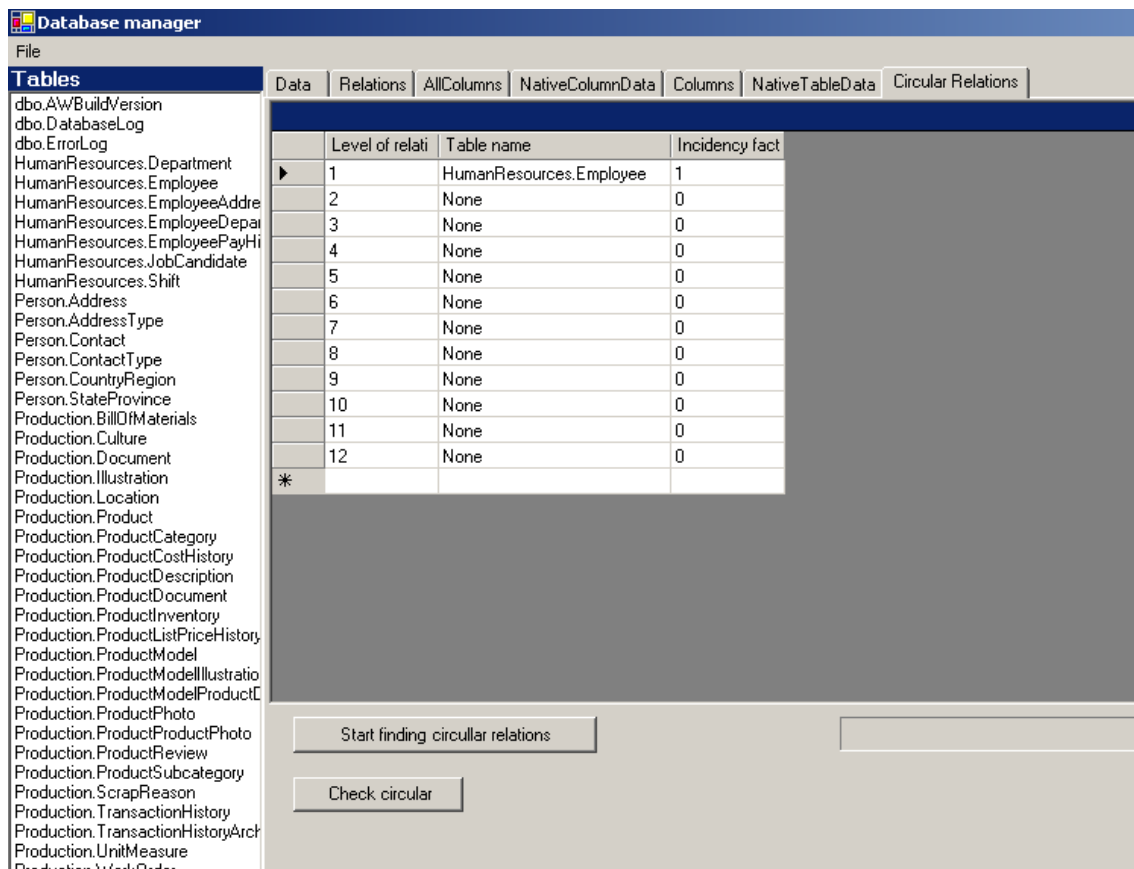 Database manager
File
Tables
dbo.AWBuildVersion
dbo.DatabaseLog
dbo.ErrorLog
HumanResources.Department
HumanResources.Employee
HumanResources.EmployeeAddre
HumanResources.EmployeeDepar
HumanResources.EmployeePayHi
HumanResources.JobCandidate
HumanResources.Shift
Person.Address
Person.AddressType
Person.Contact
Person.ContactType
Person.CountryRegion
Person.StateProvince
Production.BillOfMaterials
Production.Culture
Production.Document
Production.Illustration
Production.Location
Production.Product
Production.ProductCategory
Production.ProductCostHistory
Production.ProductDescription
Production.ProductDocument
Production.ProductInventory
Production.ProductListPriceHistory
Production.ProductModel
Production.ProductModelIllustratio
Production.ProductModelProductD
Production.ProductPhoto
Production.ProductProductPhoto
Production.ProductReview
Production.ProductSubcategory
Production.ScrapReason
Production.TransactionHistory
Production.TransactionHistoryArch
Production.UnitMeasure
Data Relations AllColumns NativeColumnData Columns NativeTableData Circular Relations
Level of relati Table name Incidency fact
1 HumanResources.Employee 1
2 None 0
3 None 0
4 None 0
5 None 0
6 None 0
7 None 0
8 None 0
9 None 0
10 None 0
11 None 0
12 None 0
Start finding circullar relations
Check circular